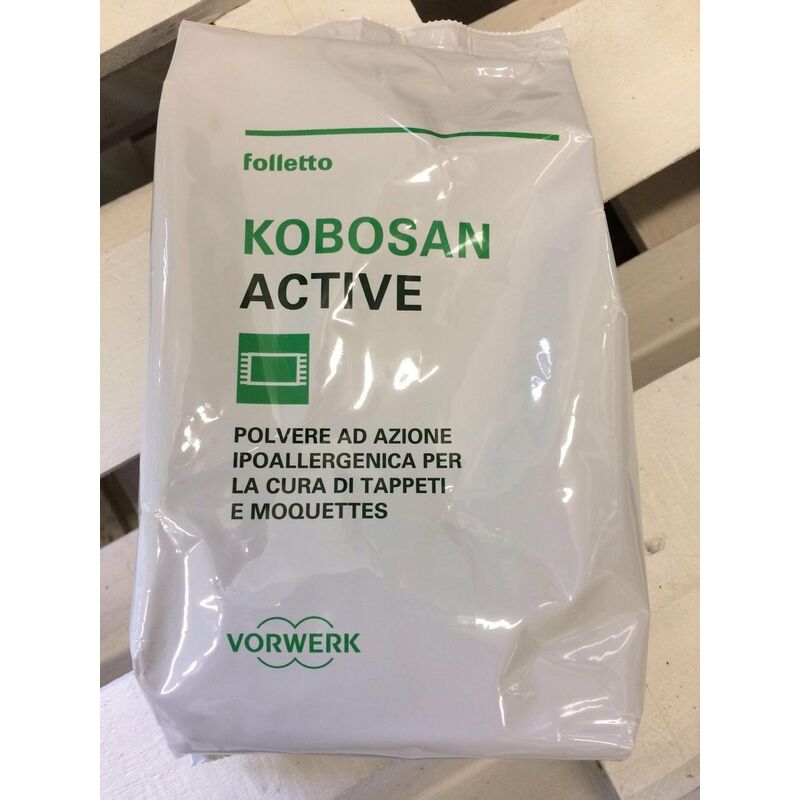 folletto
KOBOSAN
ACTIVE
POLVERE AD AZIONE
IPOALLERGENICA PER
LA CURA DI TAPPETI
E MOQUETTES
VORWERK